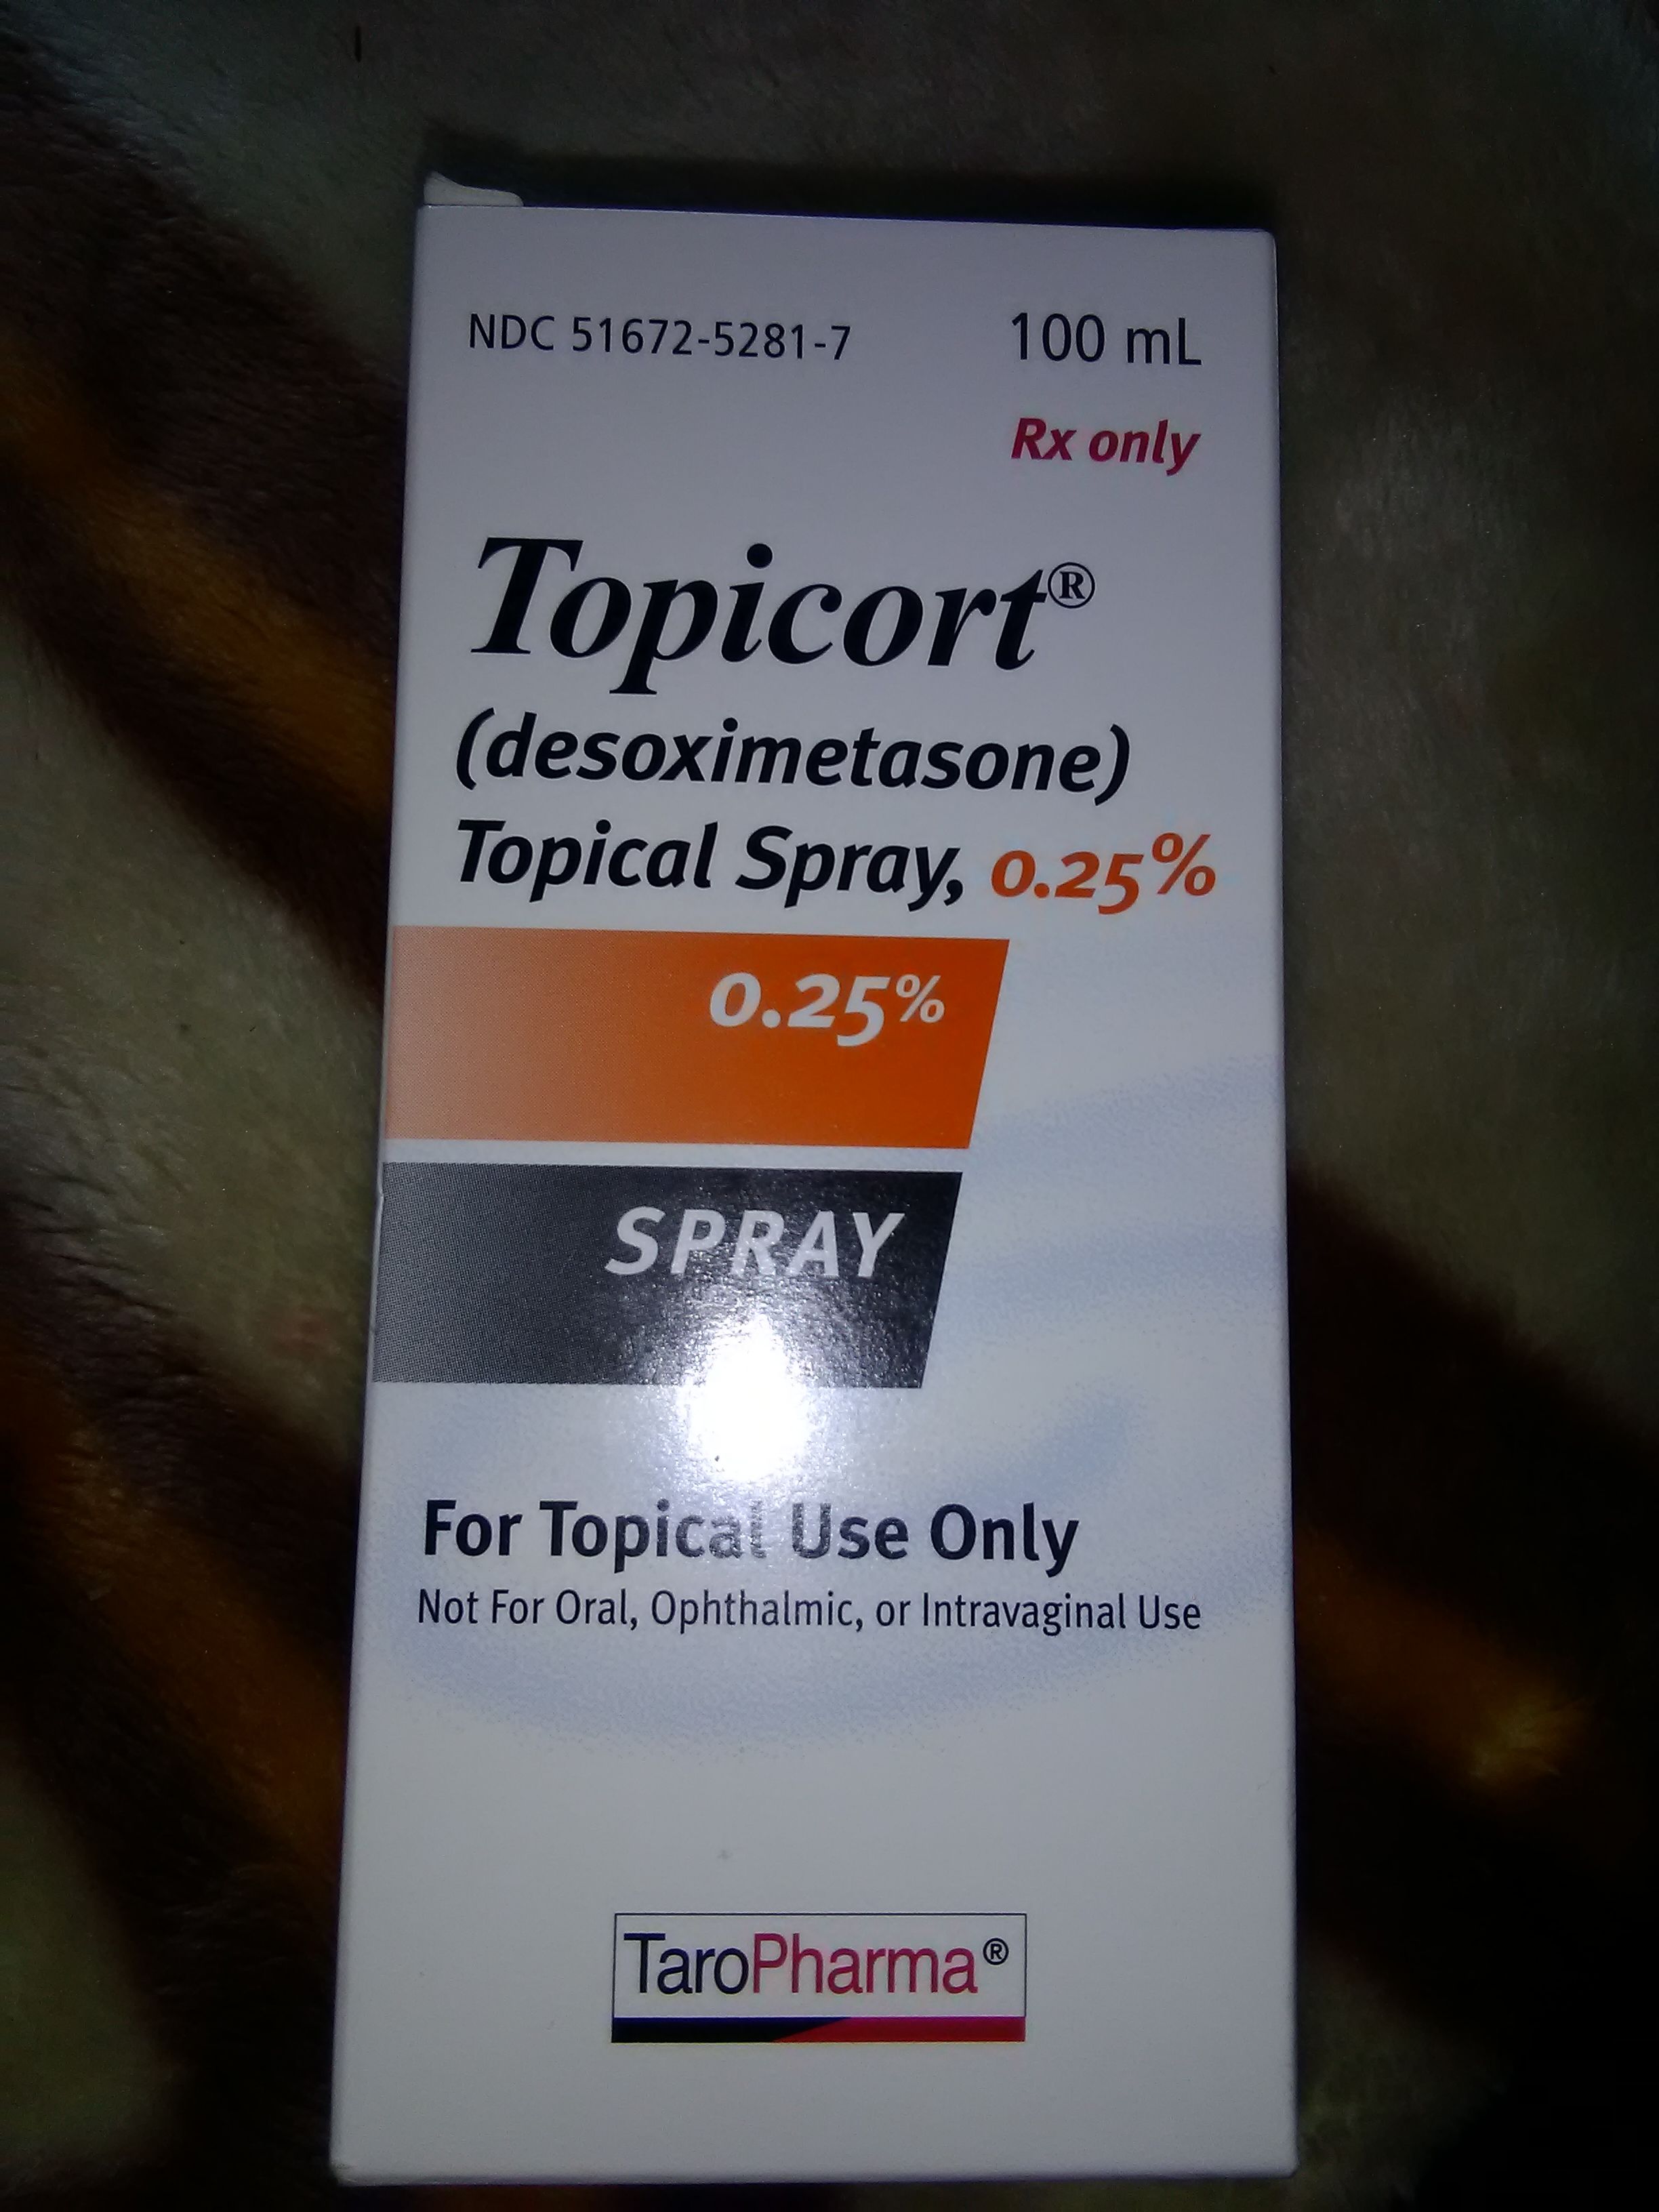 NDC 51672-5281-7 100 mL
Rx only
Topicort®
(desoximetasone)
Topical Spray, 0.25%
0.25%
SPRAY
For Topical Use Only
Not For Oral, Ophthalmic, or Intravaginal Use
TaroPharma®